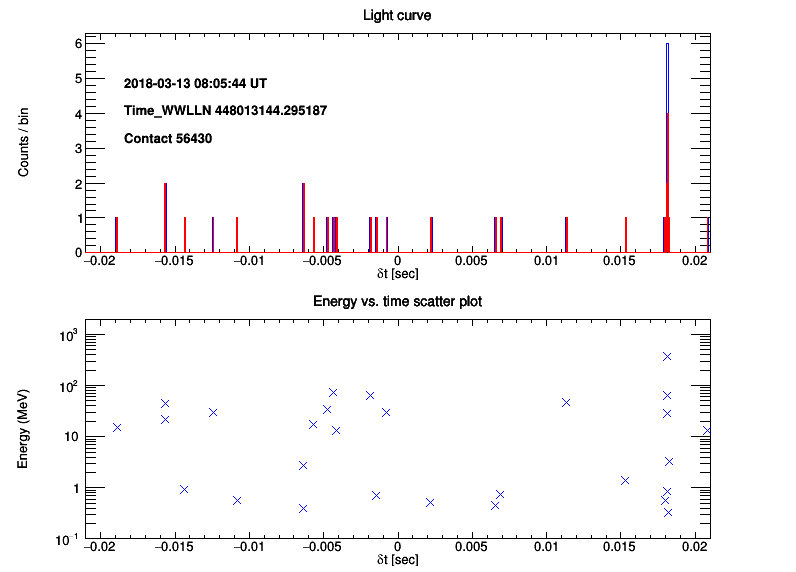 Light curve
Counts / bin
6
5
4
3
2
1
0
2018-03-13 08:05:44 UT
Time_WWLLN 448013144.295187
Contact 56430
−0.02 −0.015 −0.01 −0.005 0 0.005 0.01 0.015 0.02
δt [sec]
Energy vs. time scatter plot
Energy (MeV)
10³
10²
10
1
10⁻¹
−0.02 −0.015 −0.01 −0.005 0 0.005 0.01 0.015 0.02
δt [sec]